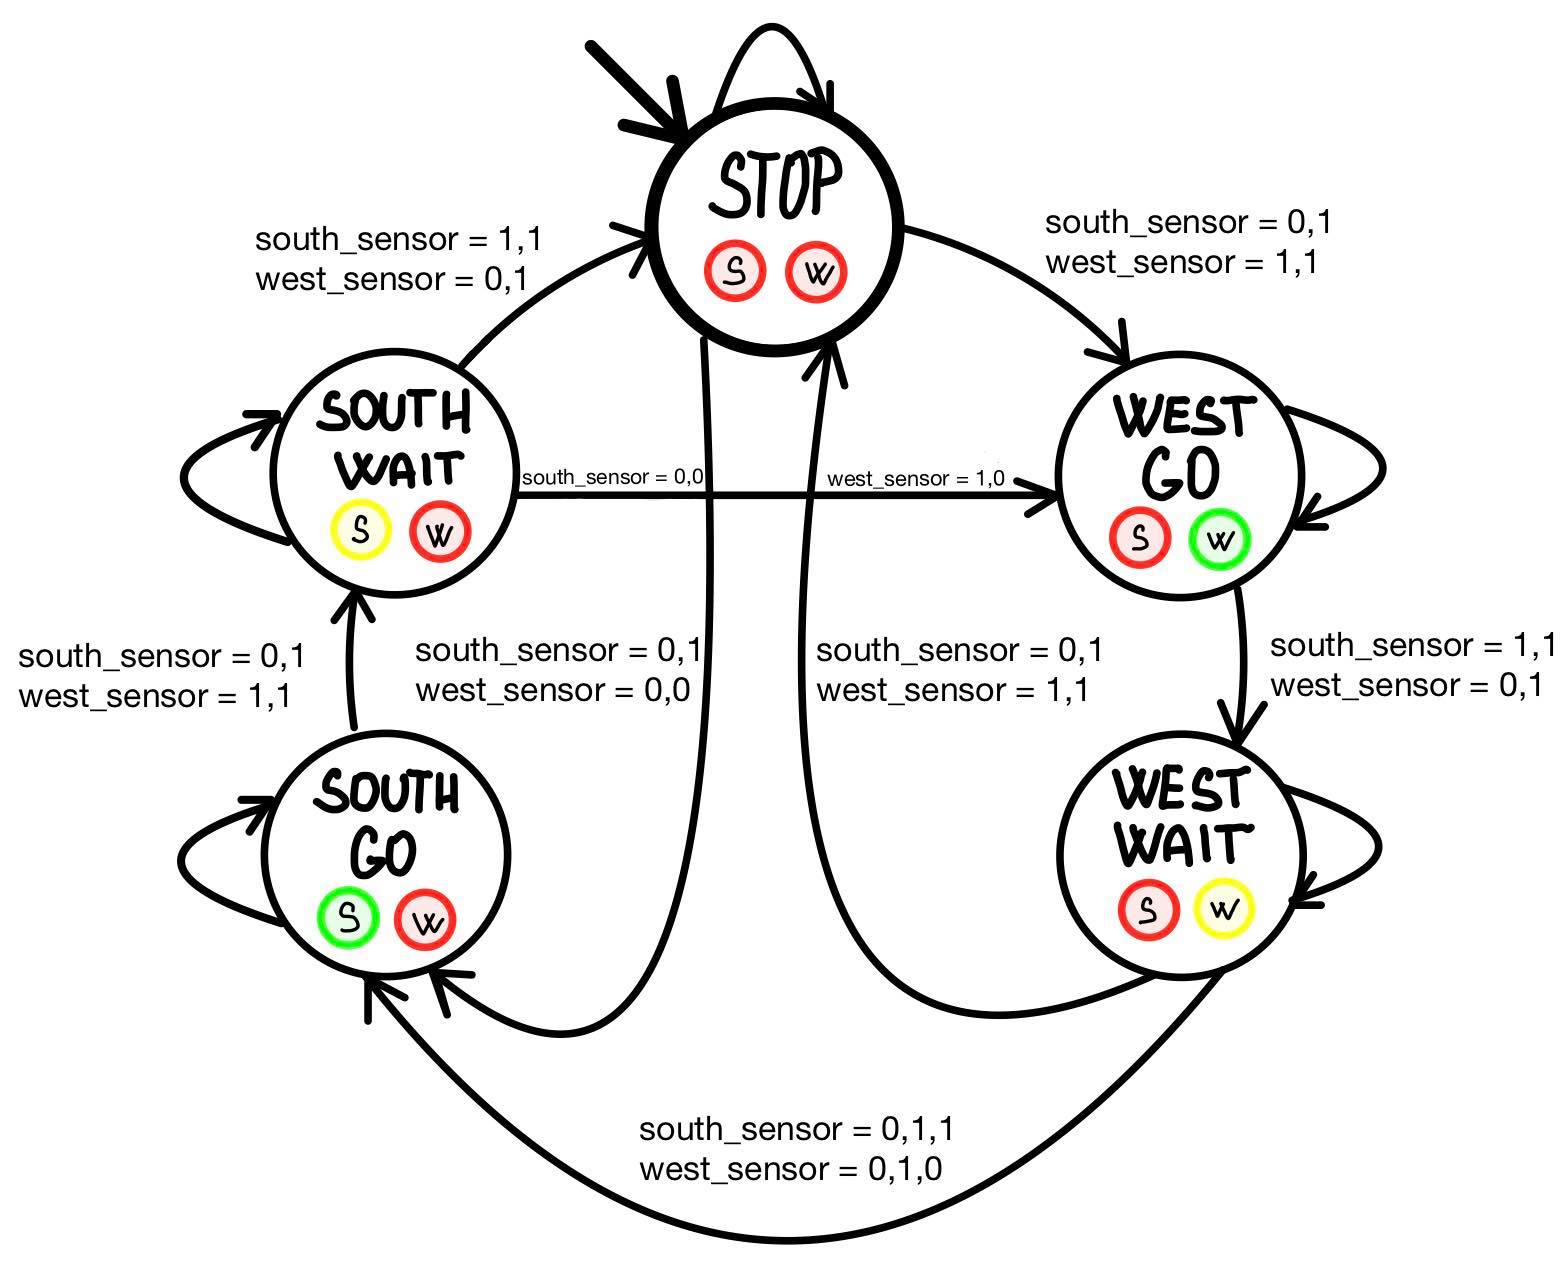 STOP
S W
south_sensor = 1,1
west_sensor = 0,1
south_sensor = 0,1
west_sensor = 1,1
SOUTH
WAIT
S W
south_sensor = 0,0
west_sensor = 1,0
WEST
GO
S W
south_sensor = 0,1
west_sensor = 1,1
south_sensor = 0,1
west_sensor = 0,0
south_sensor = 0,1
west_sensor = 1,1
south_sensor = 1,1
west_sensor = 0,1
SOUTH
GO
S W
WEST
WAIT
S W
south_sensor = 0,1,1
west_sensor = 0,1,0